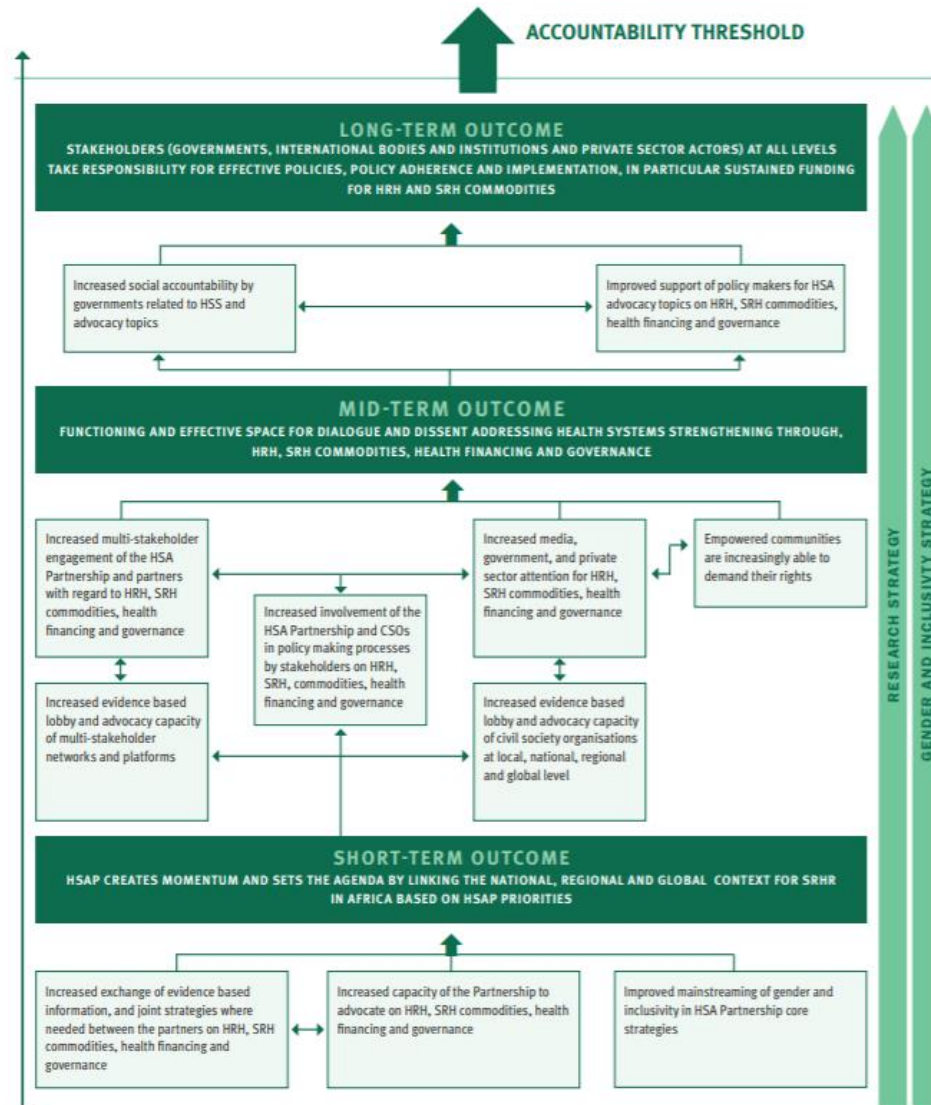 ACCOUNTABILITY THRESHOLD
LONG-TERM OUTCOME
STAKEHOLDERS (GOVERNMENTS, INTERNATIONAL BODIES AND INSTITUTIONS AND PRIVATE SECTOR ACTORS) AT ALL LEVELS
TAKE RESPONSIBILITY FOR EFFECTIVE POLICIES, POLICY ADHERENCE AND IMPLEMENTATION, IN PARTICULAR SUSTAINED FUNDING
FOR HRH AND SRH COMMODITIES
Increased social accountability by
governments related to HSS and
advocacy topics
Improved support of policy makers for HSA
advocacy topics on HRH, SRH commodities,
health financing and governance
MID-TERM OUTCOME
FUNCTIONING AND EFFECTIVE SPACE FOR DIALOGUE AND DISSENT ADDRESSING HEALTH SYSTEMS STRENGTHENING THROUGH,
HRH, SRH COMMODITIES, HEALTH FINANCING AND GOVERNANCE
Increased multi-stakeholder
engagement of the HSA
Partnership and partners
with regard to HRH, SRH
commodities, health
financing and governance
Increased involvement of the
HSA Partnership and CSOs
in policy making processes
by stakeholders on HRH,
SRH, commodities, health
financing and governance
Increased media,
government, and private
sector attention for HRH,
SRH commodities, health
financing and governance
Empowered communities
are increasingly able to
demand their rights
Increased evidence based
lobby and advocacy capacity
of multi-stakeholder
networks and platforms
Increased evidence based
lobby and advocacy capacity
of civil society organisations
at local, national, regional
and global level
SHORT-TERM OUTCOME
HSAP CREATES MOMENTUM AND SETS THE AGENDA BY LINKING THE NATIONAL, REGIONAL AND GLOBAL CONTEXT FOR SRHR
IN AFRICA BASED ON HSAP PRIORITIES
Increased exchange of evidence based
information, and joint strategies where
needed between the partners on HRH, SRH
commodities, health financing and
governance
Increased capacity of the Partnership to
advocate on HRH, SRH commodities, health
financing and governance
Improved mainstreaming of gender and
inclusivity in HSA Partnership core
strategies
RESEARCH STRATEGY
GENDER AND INCLUSIVTY STRATEGY